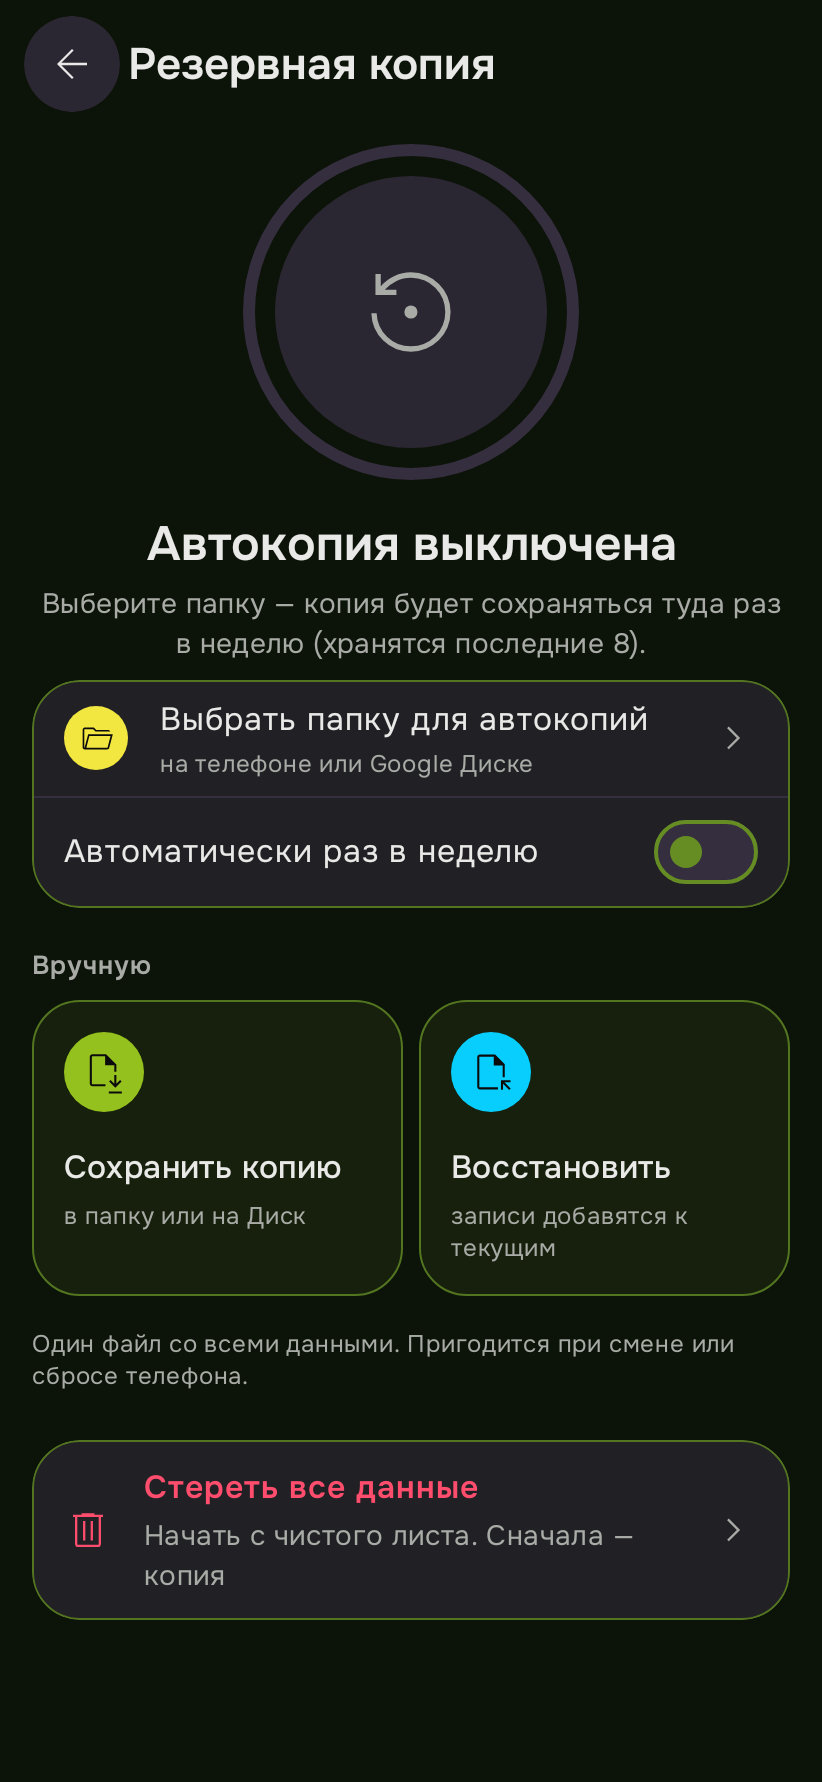 Резервная копия
Автокопия выключена
Выберите папку — копия будет сохраняться туда раз
в неделю (хранятся последние 8).
Выбрать папку для автокопий
на телефоне или Google Диске
Автоматически раз в неделю
Вручную
Сохранить копию
в папку или на Диск
Восстановить
записи добавятся к
текущим
Один файл со всеми данными. Пригодится при смене или
сбросе телефона.
Стереть все данные
Начать с чистого листа. Сначала —
копия